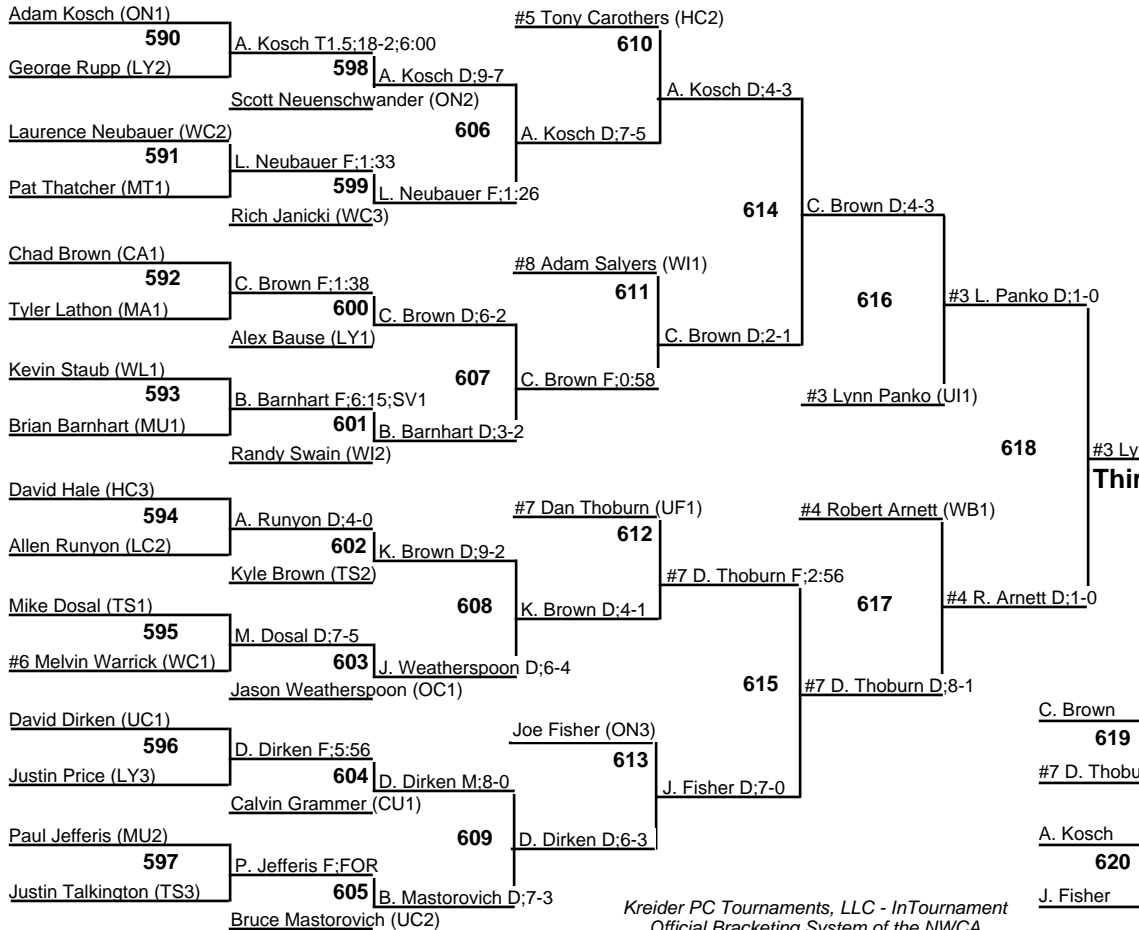 Adam Kosch (ON1)
590
George Rupp (LY2)
A. Kosch T1.5;18-2;6:00
598
Scott Neuenschwander (ON2)
A. Kosch D;9-7
Laurence Neubauer (WC2)
591
Pat Thatcher (MT1)
L. Neubauer F;1:33
599
Rich Janicki (WC3)
L. Neubauer F;1:26
606
A. Kosch D;7-5
#5 Tony Carothers (HC2)
610
A. Kosch D;4-3
Chad Brown (CA1)
592
Tyler Lathon (MA1)
C. Brown F;1:38
600
Alex Bause (LY1)
C. Brown D;6-2
Kevin Staub (WL1)
593
Brian Barnhart (MU1)
B. Barnhart F;6:15;SV1
601
Randy Swain (WI2)
B. Barnhart D;3-2
607
C. Brown F;0:58
#8 Adam Salyers (WI1)
611
C. Brown D;2-1
614
C. Brown D;4-3
616
#3 Lynn Panko (UI1)
#3 L. Panko D;1-0
David Hale (HC3)
594
Allen Runyon (LC2)
A. Runyon D;4-0
602
Kyle Brown (TS2)
K. Brown D;9-2
Mike Dosal (TS1)
595
#6 Melvin Warrick (WC1)
M. Dosal D;7-5
603
Jason Weatherspoon (OC1)
J. Weatherspoon D;6-4
608
K. Brown D;4-1
#7 Dan Thoburn (UF1)
612
#7 D. Thoburn F;2:56
David Dirken (UC1)
596
Justin Price (LY3)
D. Dirken F;5:56
604
Calvin Grammer (CU1)
D. Dirken M;8-0
Paul Jefferis (MU2)
597
Justin Talkington (TS3)
P. Jefferis F;FOR
605
Bruce Mastorovich (UC2)
B. Mastorovich D;7-3
609
D. Dirken D;6-3
Joe Fisher (ON3)
613
J. Fisher D;7-0
615
#7 D. Thoburn D;8-1
#4 Robert Arnett (WB1)
617
#4 R. Arnett D;1-0
618
#3 Ly
Thir
C. Brown
619
#7 D. Thobu
A. Kosch
620
J. Fisher
Kreider PC Tournaments, LLC - InTournament
Official Bracketing System of the NWCA